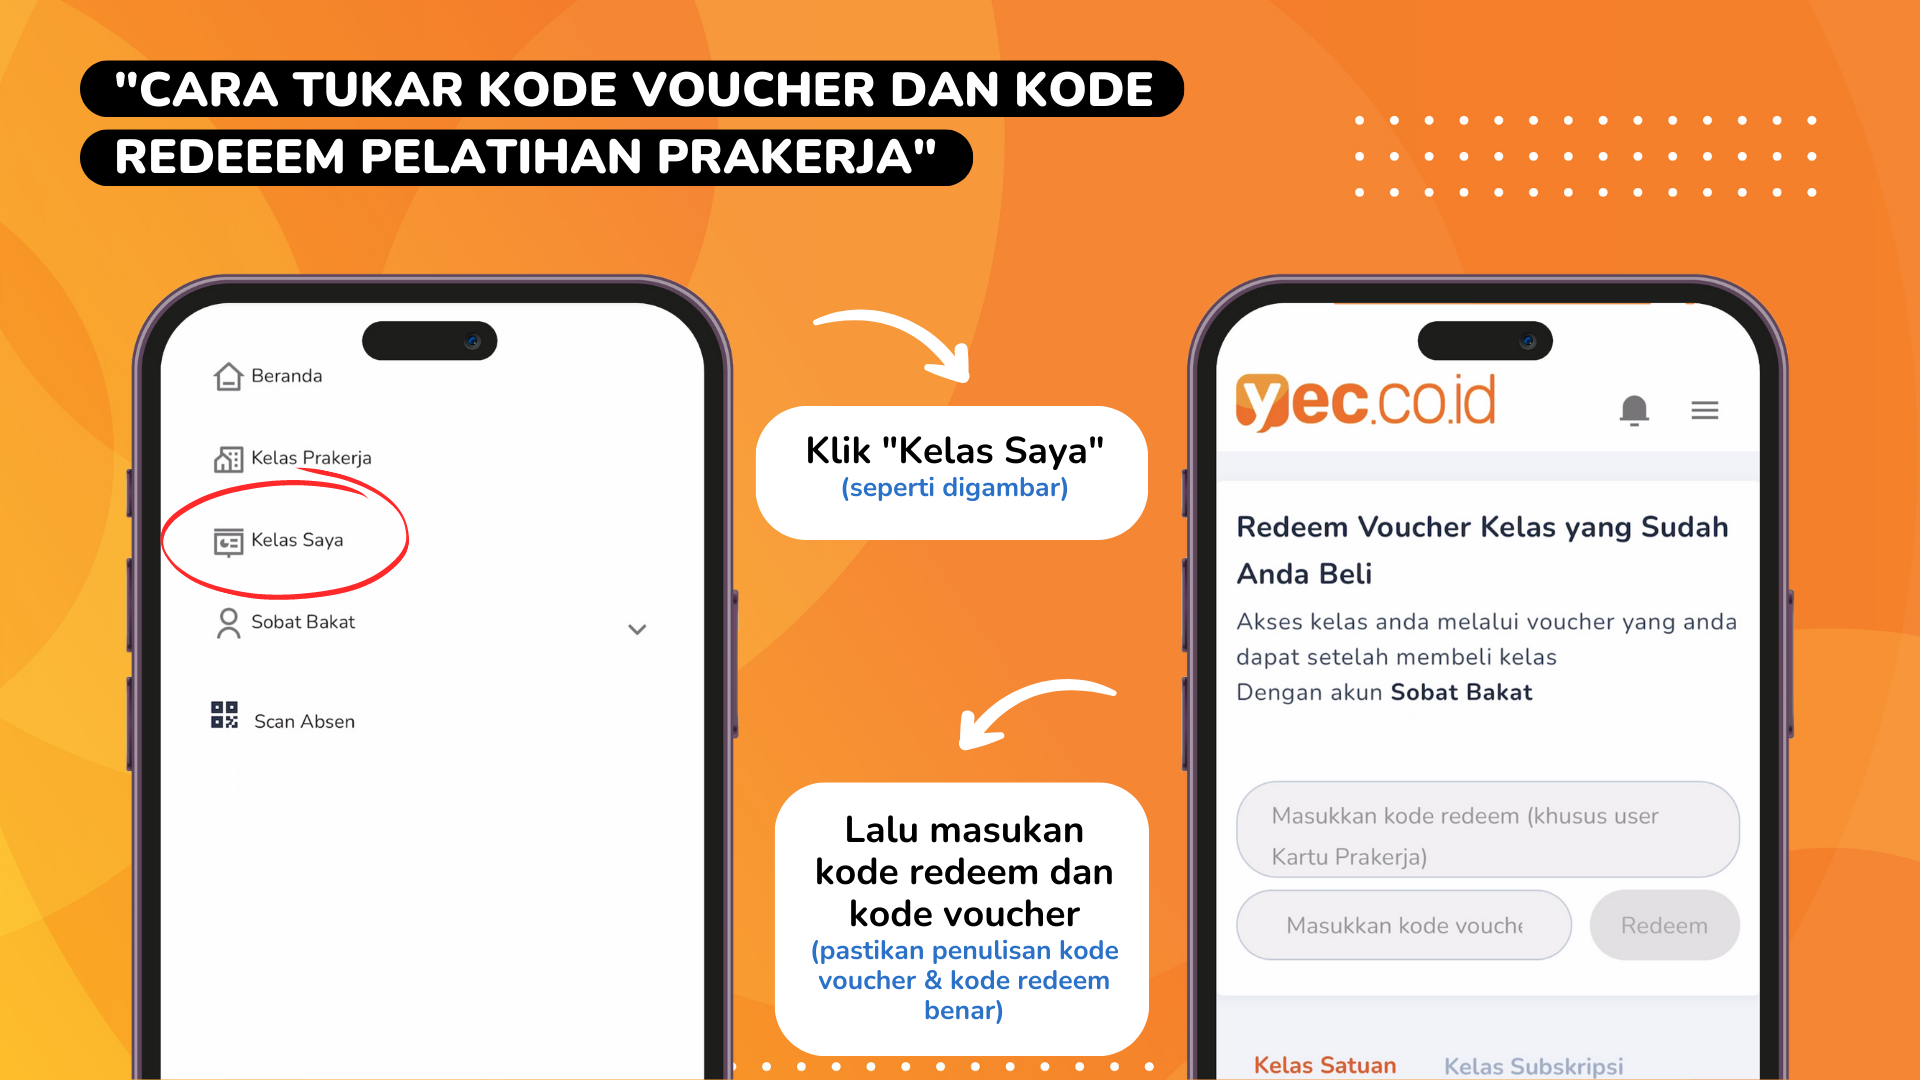 "CARA TUKAR KODE VOUCHER DAN KODE
REDEEEM PELATIHAN PRAKERJA"
Beranda
Kelas Prakerja
Kelas Saya
Sobat Bakat
Scan Absen
Klik "Kelas Saya"
(seperti digambar)
Lalu masukan
kode redeem dan
kode voucher
(pastikan penulisan kode
voucher & kode redeem
benar)
yec.co.id
Redeem Voucher Kelas yang Sudah
Anda Beli
Akses kelas anda melalui voucher yang anda
dapat setelah membeli kelas
Dengan akun Sobat Bakat
Masukkan kode redeem (khusus user
Kartu Prakerja)
Masukkan kode vouche
Redeem
Kelas Satuan
Kelas Subskripsi